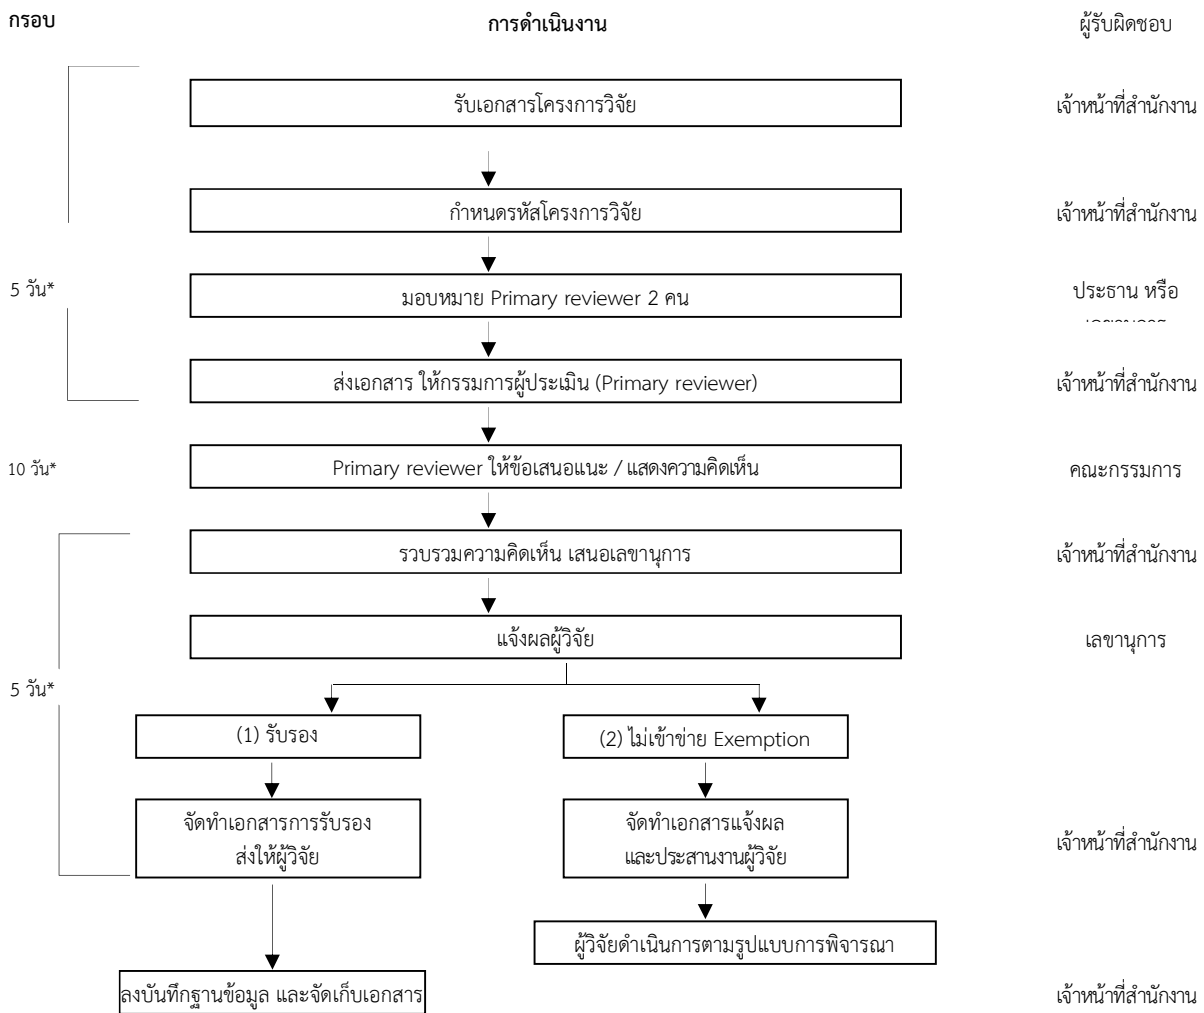 กรอบ การดำเนินงาน ผู้รับผิดชอบ
รับเอกสารโครงการวิจัย เจ้าหน้าที่สำนักงาน
กำหนดรหัสโครงการวิจัย เจ้าหน้าที่สำนักงาน
5 วัน* มอบหมาย Primary reviewer 2 คน ประธาน หรือ
ส่งเอกสาร ให้กรรมการผู้ประเมิน (Primary reviewer) เจ้าหน้าที่สำนักงาน
10 วัน* Primary reviewer ให้ข้อเสนอแนะ / แสดงความคิดเห็น คณะกรรมการ
รวบรวมความคิดเห็น เสนอเลขานุการ เจ้าหน้าที่สำนักงาน
แจ้งผลผู้วิจัย เลขานุการ
5 วัน*
(1) รับรอง (2) ไม่เข้าข่าย Exemption
จัดทำเอกสารการรับรอง
ส่งให้ผู้วิจัย
จัดทำเอกสารแจ้งผล
และประสานงานผู้วิจัย
เจ้าหน้าที่สำนักงาน
ผู้วิจัยดำเนินการตามรูปแบบการพิจารณา
ลงบันทึกฐานข้อมูล และจัดเก็บเอกสาร เจ้าหน้าที่สำนักงาน